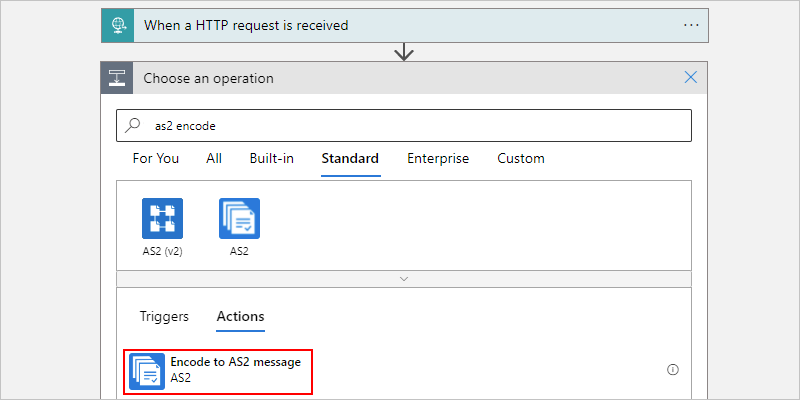 When a HTTP request is received
Choose an operation
as2 encode
For You All Built-in Standard Enterprise Custom
AS2 (v2) AS2
Triggers Actions
Encode to AS2 message
AS2